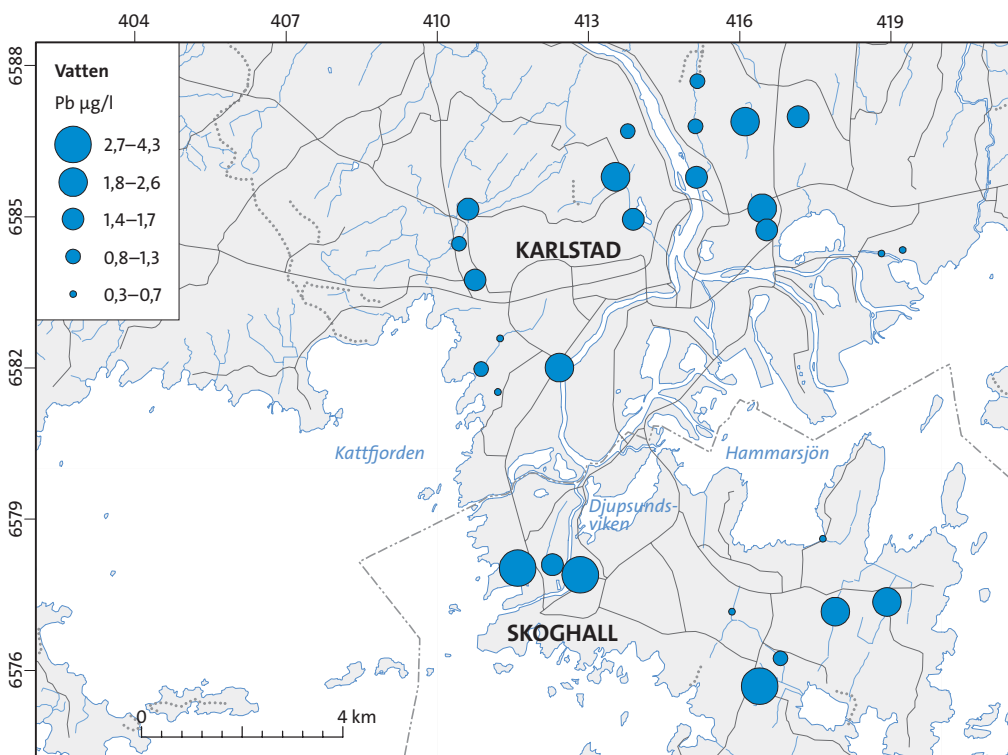 404 407 410 413 416 419
6588
6585
6582
6579
6576
Vatten
Pb µg/l
2,7–4,3
1,8–2,6
1,4–1,7
0,8–1,3
0,3–0,7
KARLSTAD
Kattfjorden
Hammarsjön
Djupsunds-
viken
SKOGHALL
0 4 km